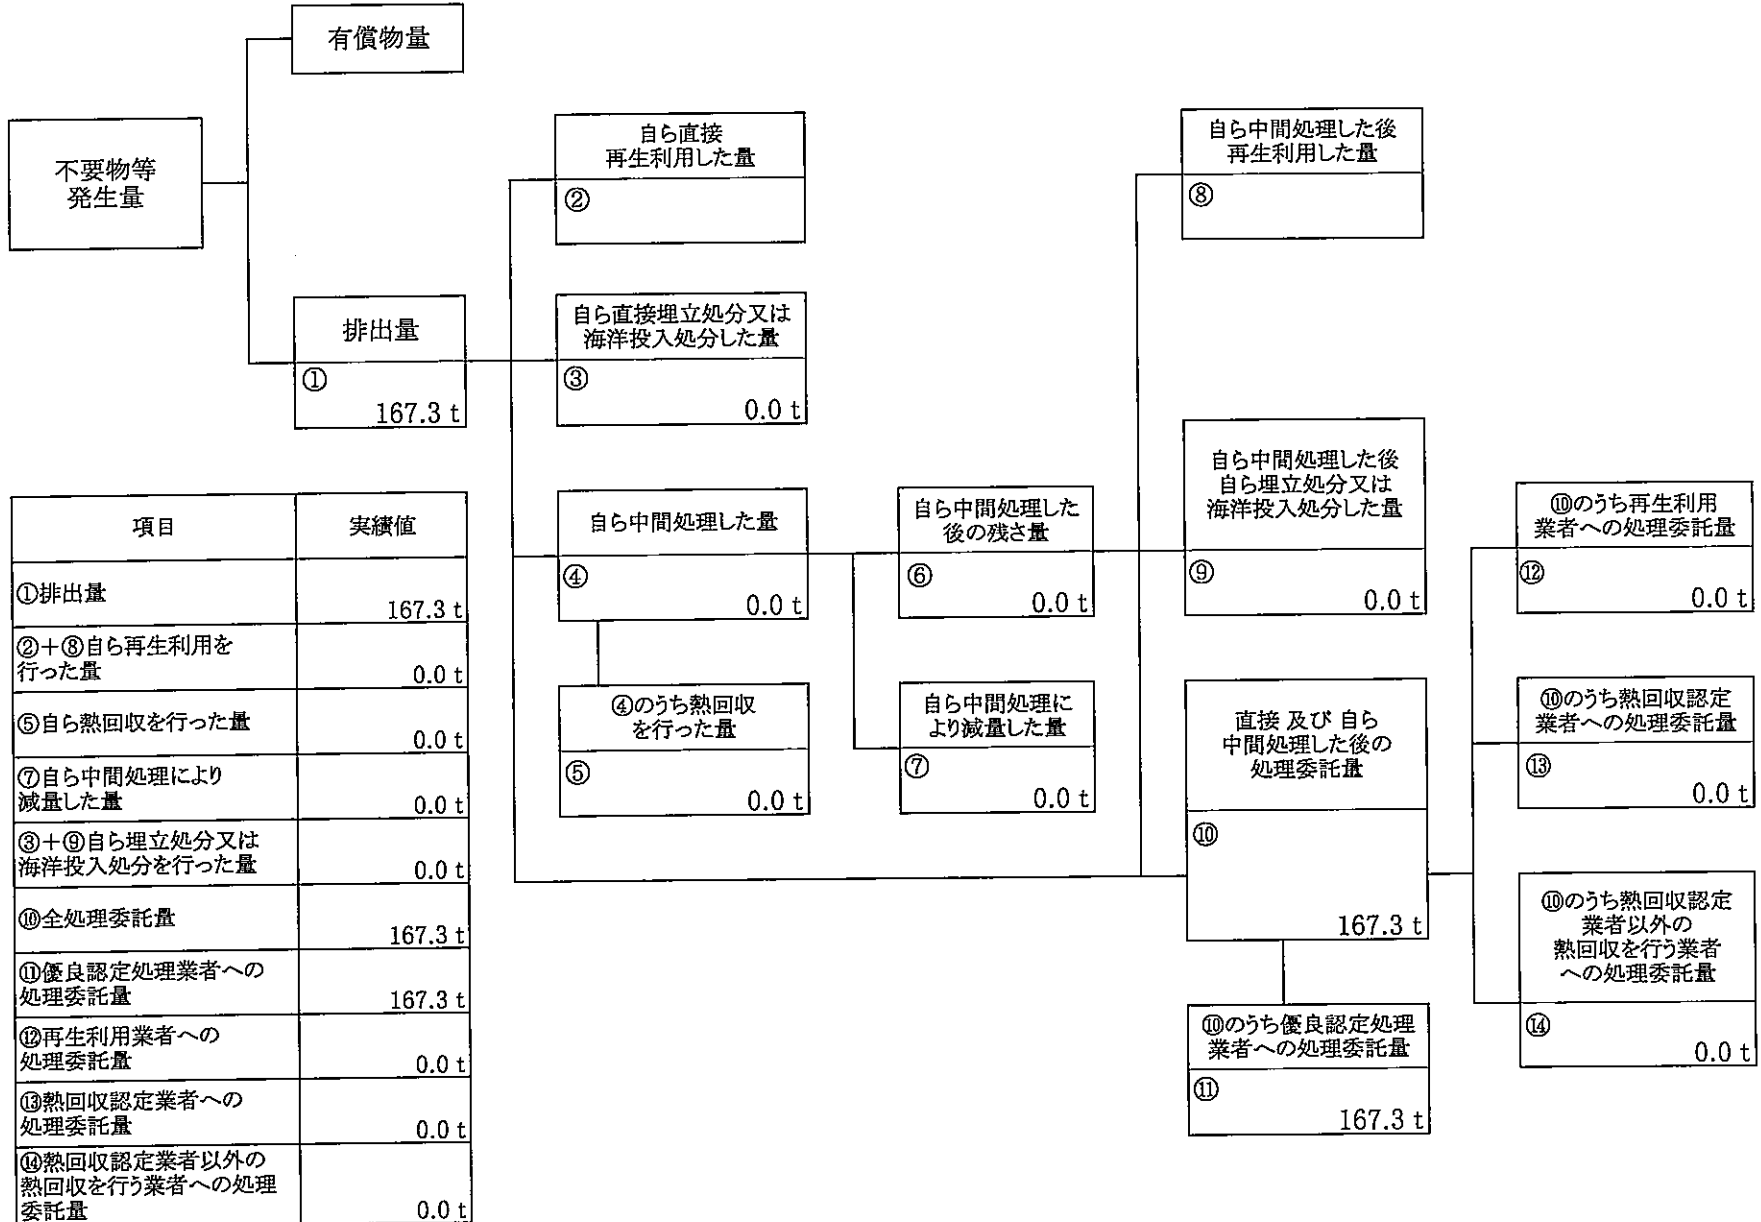 有償物量
不要物等
発生量
排出量
①
167.3 t
自ら直接
再生利用した量
②
自ら直接埋立処分又は
海洋投入処分した量
③
0.0 t
自ら中間処理した量
④
0.0 t
④のうち熱回収
を行った量
⑤
0.0 t
自ら中間処理した
後の残さ量
⑥
0.0 t
自ら中間処理に
より減量した量
⑦
0.0 t
自ら中間処理した後
再生利用した量
⑧
自ら中間処理した後
自ら埋立処分又は
海洋投入処分した量
⑨
0.0 t
直接 及び 自ら
中間処理した後の
処理委託量
⑩
167.3 t
⑩のうち優良認定処理
業者への処理委託量
⑪
167.3 t
⑩のうち再生利用
業者への処理委託量
⑫
0.0 t
⑩のうち熱回収認定
業者への処理委託量
⑬
0.0 t
⑩のうち熱回収認定
業者以外の
熱回収を行う業者
への処理委託量
⑭
0.0 t
項目 実績値
①排出量 167.3 t
②+⑧自ら再生利用を
行った量 0.0 t
⑤自ら熱回収を行った量 0.0 t
⑦自ら中間処理により
減量した量 0.0 t
③+⑨自ら埋立処分又は
海洋投入処分を行った量 0.0 t
⑩全処理委託量 167.3 t
⑪優良認定処理業者への
処理委託量 167.3 t
⑫再生利用業者への
処理委託量 0.0 t
⑬熱回収認定業者への
処理委託量 0.0 t
⑭熱回収認定業者以外の
熱回収を行う業者への処理
委託量 0.0 t